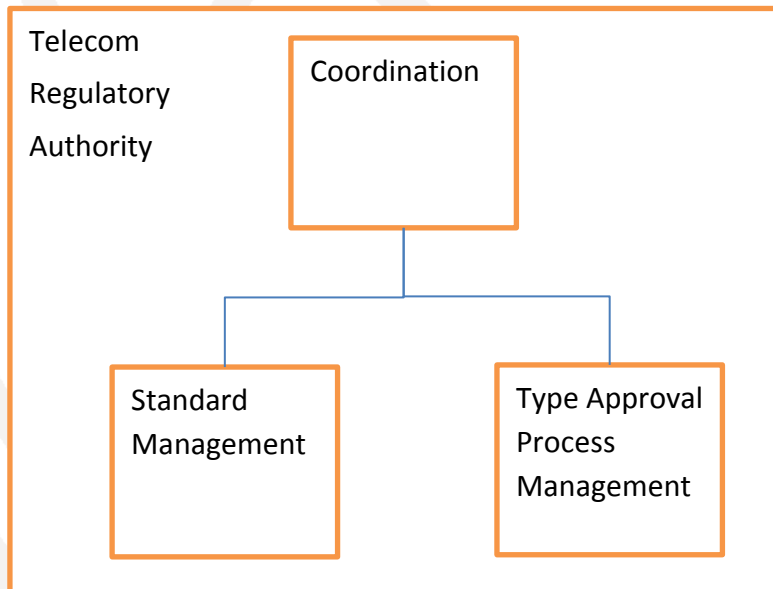 Telecom
Regulatory
Authority
Coordination
Standard
Management
Type Approval
Process
Management